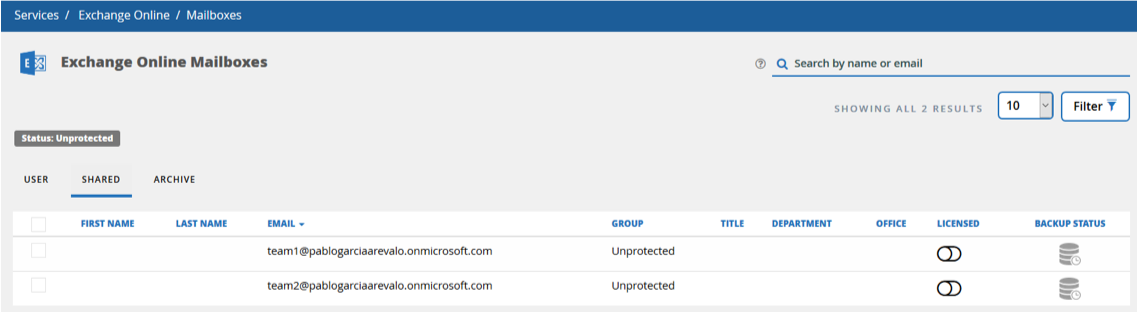 Services / Exchange Online / Mailboxes
Exchange Online Mailboxes
Search by name or email
SHOWING ALL 2 RESULTS 10 Filter
Status: Unprotected
USER SHARED ARCHIVE
FIRST NAME LAST NAME EMAIL GROUP TITLE DEPARTMENT OFFICE LICENSED BACKUP STATUS
team1@pablogarciaarevalo.onmicrosoft.com Unprotected
team2@pablogarciaarevalo.onmicrosoft.com Unprotected